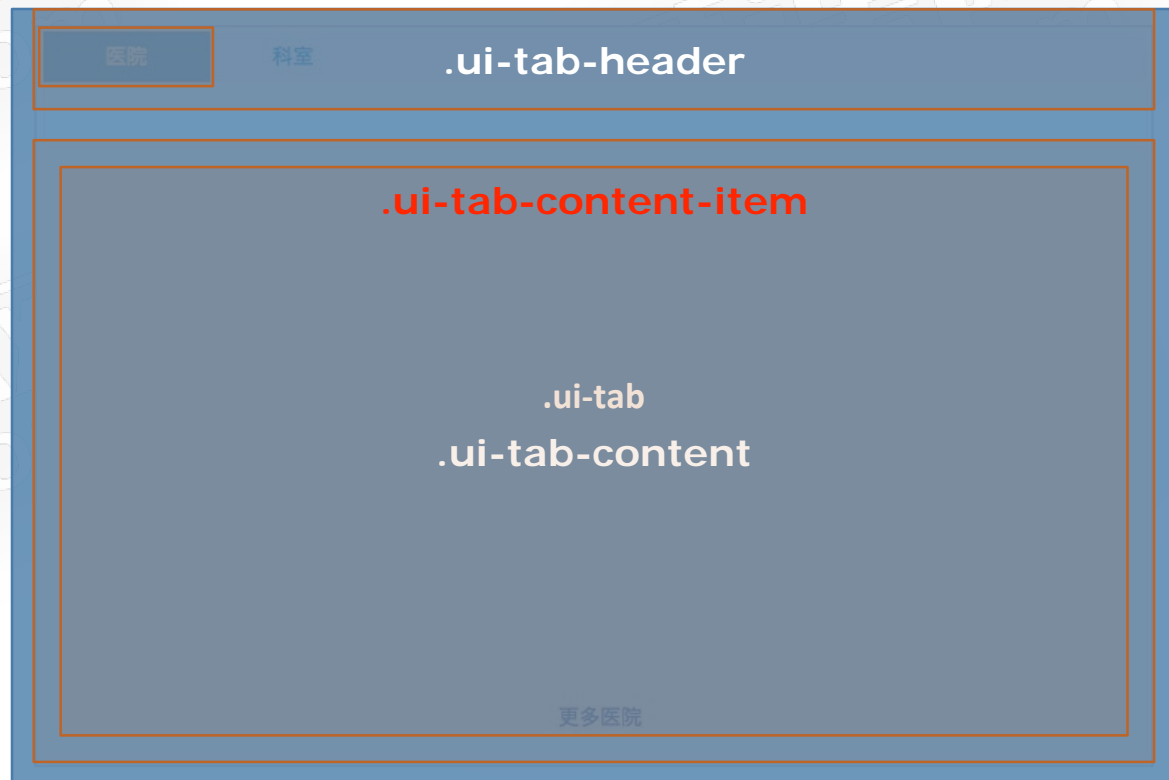 医院 科室 .ui-tab-header
.ui-tab-content-item
.ui-tab
.ui-tab-content
更多医院